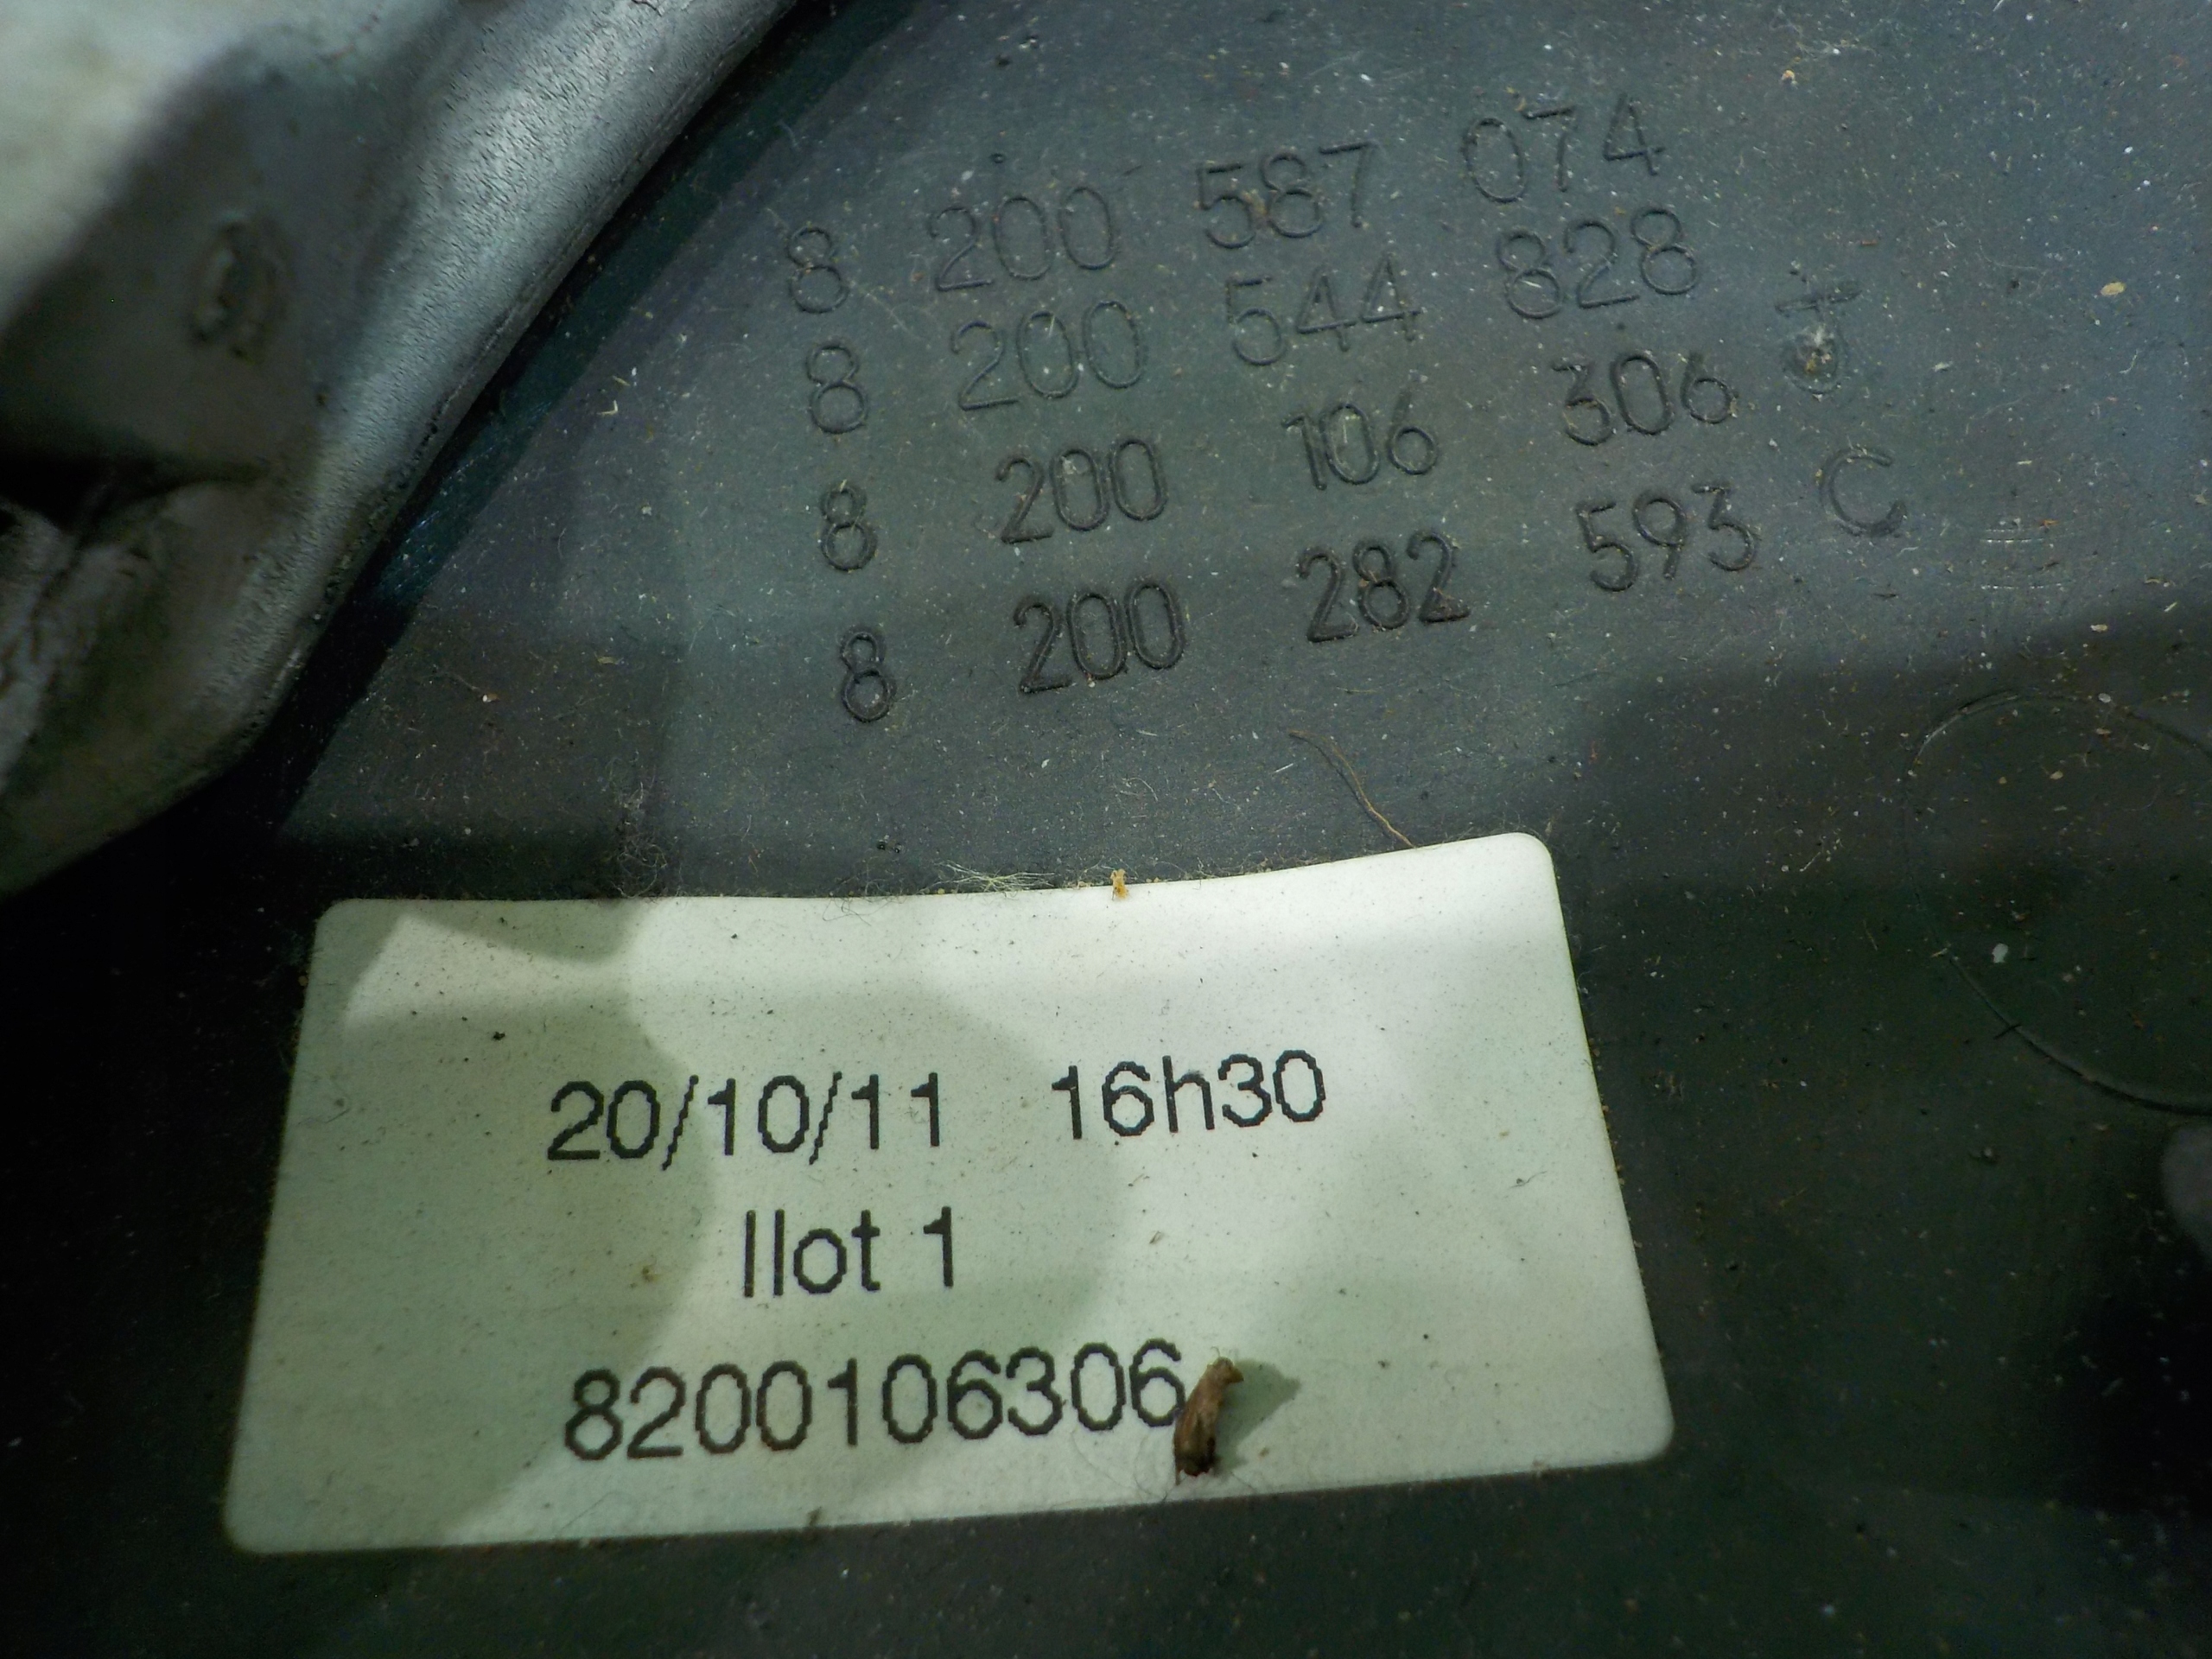 8 200 587 074
8 200 544 828
8 200 106 306 J
8 200 282 593 C
20/10/11 16h30
Ilot 1
8200106306